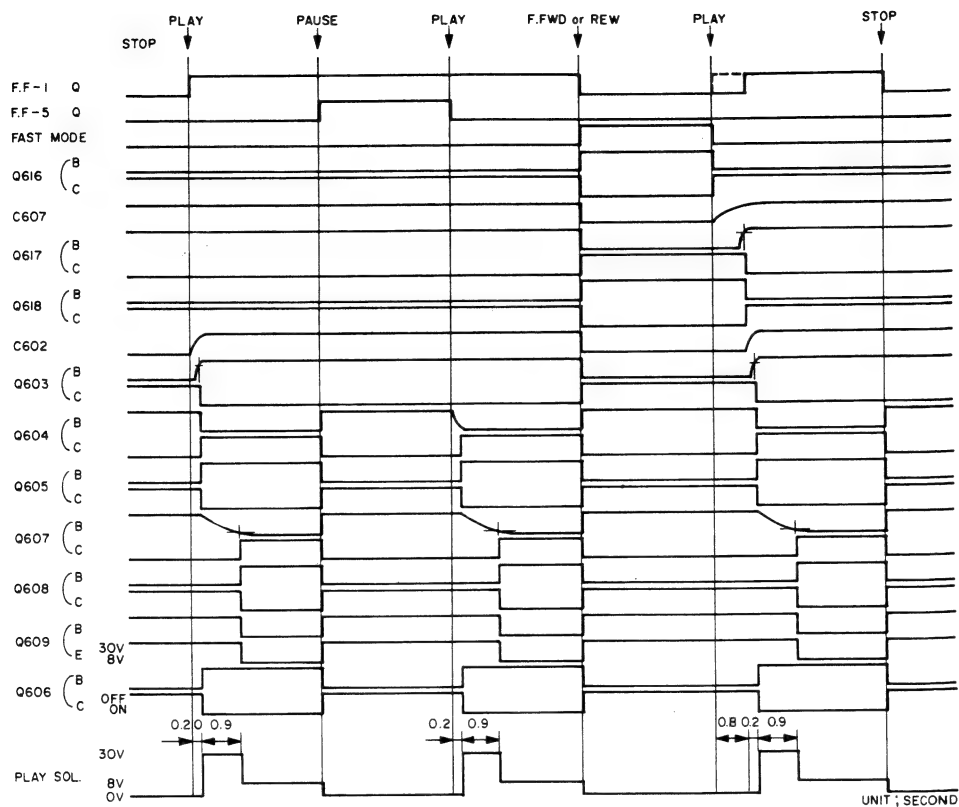 PLAY PAUSE PLAY F.FWD or REW PLAY STOP
STOP
F.F-1 Q
F.F-5 Q
FAST MODE
Q616 B
C
C607
Q617 B
C
Q618 B
C
C602
Q603 B
C
Q604 B
C
Q605 B
C
Q607 B
C
Q608 B
C
Q609 B
E 30V
8V
Q606 B
C OFF
ON
0.20 0.9 0.2 0.9 0.8 0.2 0.9
30V
PLAY SOL. 8V
0V
UNIT ; SECOND